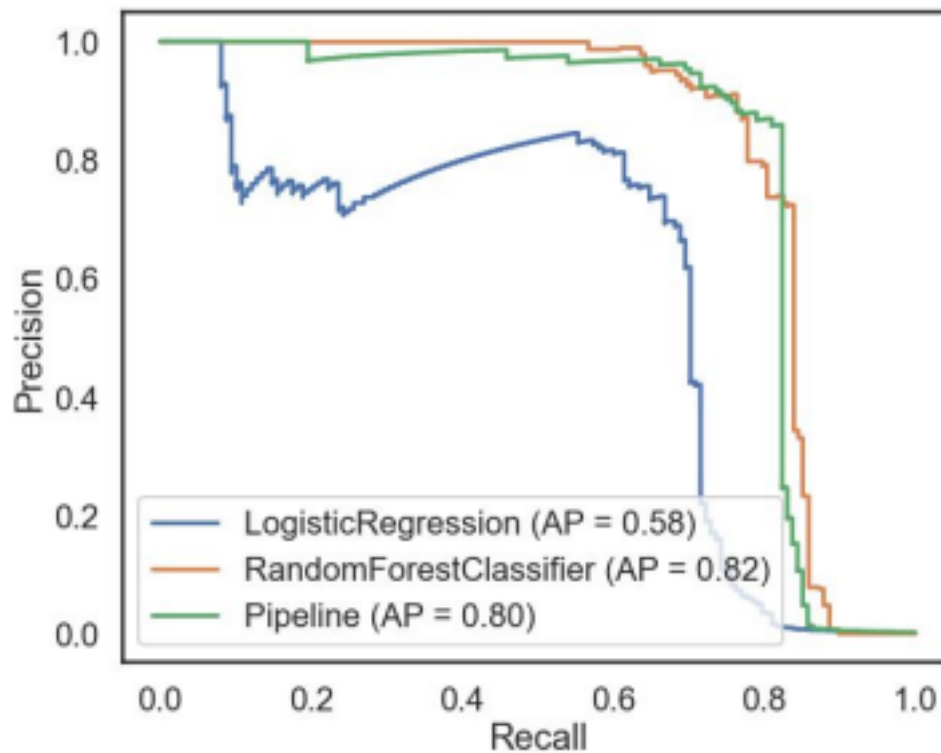 1.0
0.8
0.6
0.4
0.2
0.0
Precision
LogisticRegression (AP = 0.58)
RandomForestClassifier (AP = 0.82)
Pipeline (AP = 0.80)
0.0 0.2 0.4 0.6 0.8 1.0
Recall